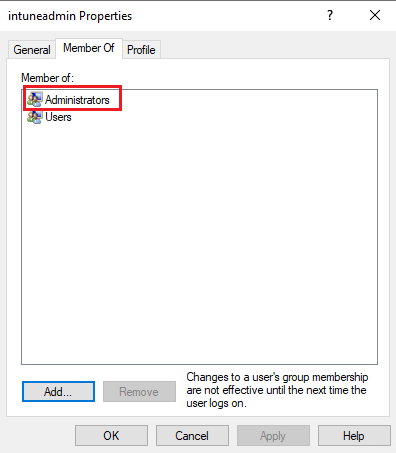 intuneadmin Properties
? ×
General Member Of Profile
Member of:
Administrators
Users
Add... Remove
Changes to a user's group membership
are not effective until the next time the
user logs on.
OK Cancel Apply Help